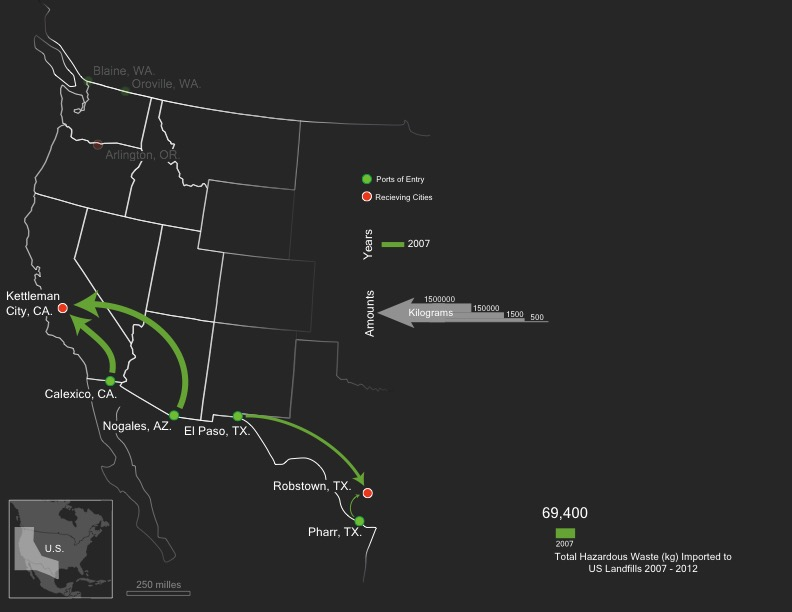 Blaine, WA.
Oroville, WA.
Arlington, OR.
Ports of Entry
Recieving Cities
Years
2007
Amounts
1500000
150000
1500
500
Kilograms
Kettleman
City, CA.
Calexico, CA.
Nogales, AZ.
El Paso, TX.
Robstown, TX.
Pharr, TX.
U.S.
250 miles
69,400
2007
Total Hazardous Waste (kg) Imported to
US Landfills 2007 - 2012